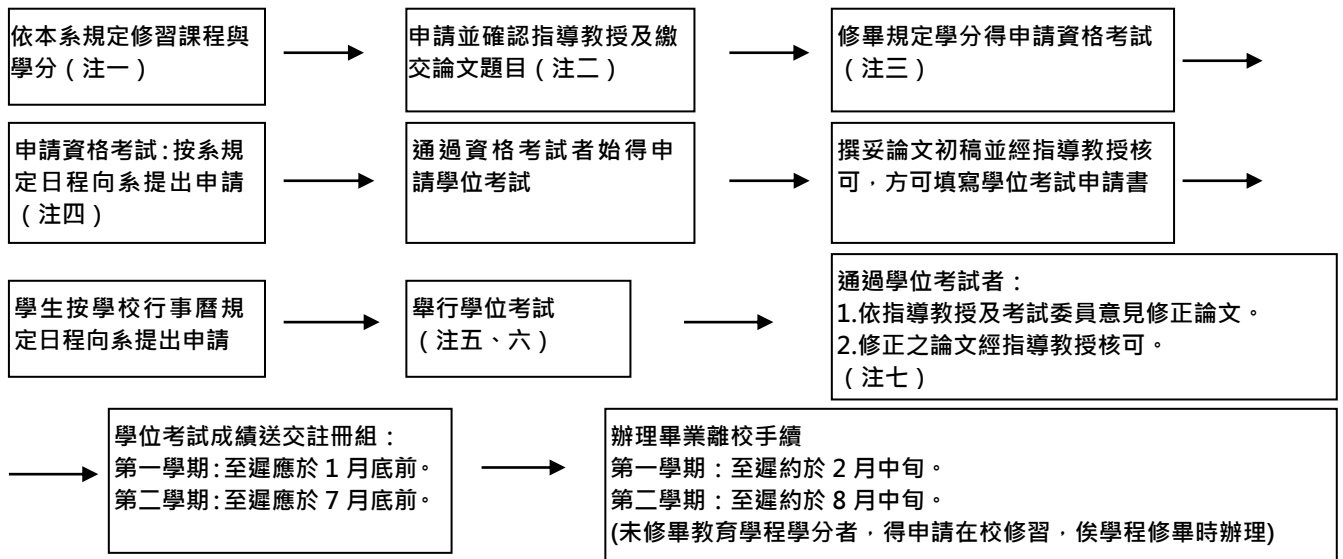 依本系規定修習課程與
學分（注一）
申請並確認指導教授及繳
交論文題目（注二）
修畢規定學分得申請資格考試
（注三）
申請資格考試：按系規
定日程向系提出申請
（注四）
通過資格考試者始得申
請學位考試
撰妥論文初稿並經指導教授核
可，方可填寫學位考試申請書
學生按學校行事曆規
定日程向系提出申請
舉行學位考試
（注五、六）
通過學位考試者：
1.依指導教授及考試委員意見修正論文。
2.修正之論文經指導教授核可。
（注七）
學位考試成績送交註冊組：
第一學期：至遲應於 1 月底前。
第二學期：至遲應於 7 月底前。
辦理畢業離校手續
第一學期：至遲約於 2 月中旬。
第二學期：至遲約於 8 月中旬。
(未修畢教育學程學分者，得申請在校修習，俟學程修畢時辦理)